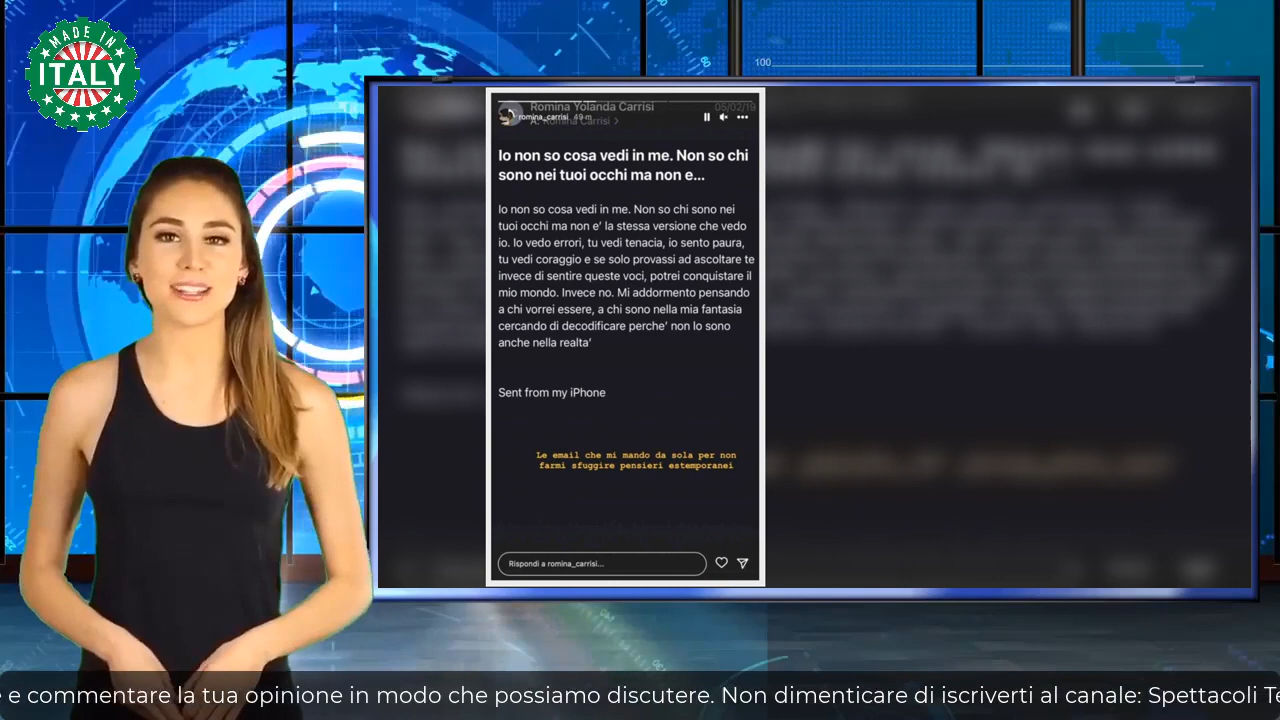 MADE IN
ITALY
100
Romina Yolanda Carrisi
05/02/19
A: Romina Carrisi >
romina_carrisi 49 m
Io non so cosa vedi in me. Non so chi
sono nei tuoi occhi ma non e...
Io non so cosa vedi in me. Non so chi sono nei
tuoi occhi ma non e' la stessa versione che vedo
io. Io vedo errori, tu vedi tenacia, io sento paura,
tu vedi coraggio e se solo provassi ad ascoltare te
invece di sentire queste voci, potrei conquistare il
mio mondo. Invece no. Mi addormento pensando
a chi vorrei essere, a chi sono nella mia fantasia
cercando di decodificare perche' non lo sono
anche nella realta'
Sent from my iPhone
Le email che mi mando da sola per non
farmi sfuggire pensieri estemporanei
Rispondi a romina_carrisi...
e commentare la tua opinione in modo che possiamo discutere. Non dimenticare di iscriverti al canale: Spettacoli Te